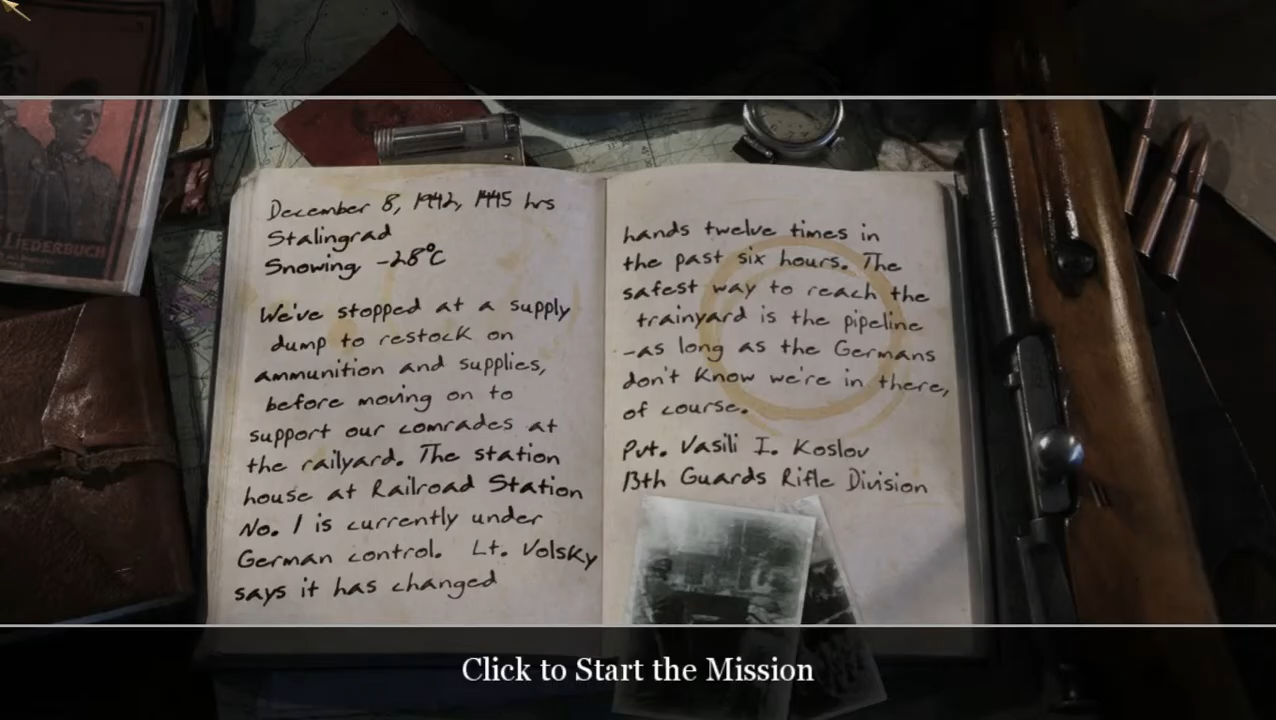 LIEDERBUCH
December 8, 1942, 1445 hrs
Stalingrad
Snowing, -28°C
We've stopped at a supply
dump to restock on
ammunition and supplies,
before moving on to
support our comrades at
the railyard. The station
house at Railroad Station
No. 1 is currently under
German control. Lt. Volsky
says it has changed
hands twelve times in
the past six hours. The
safest way to reach the
trainyard is the pipeline
-as long as the Germans
don't know we're in there,
of course.
Pvt. Vasili I. Koslov
13th Guards Rifle Division
Click to Start the Mission